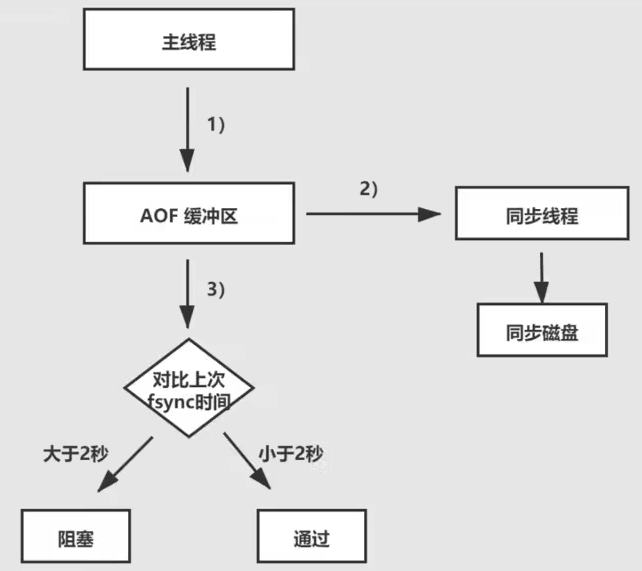 主线程
1）
AOF 缓冲区
2）
同步线程
3）
同步磁盘
对比上次
fsync时间
大于2秒
小于2秒
阻塞
通过